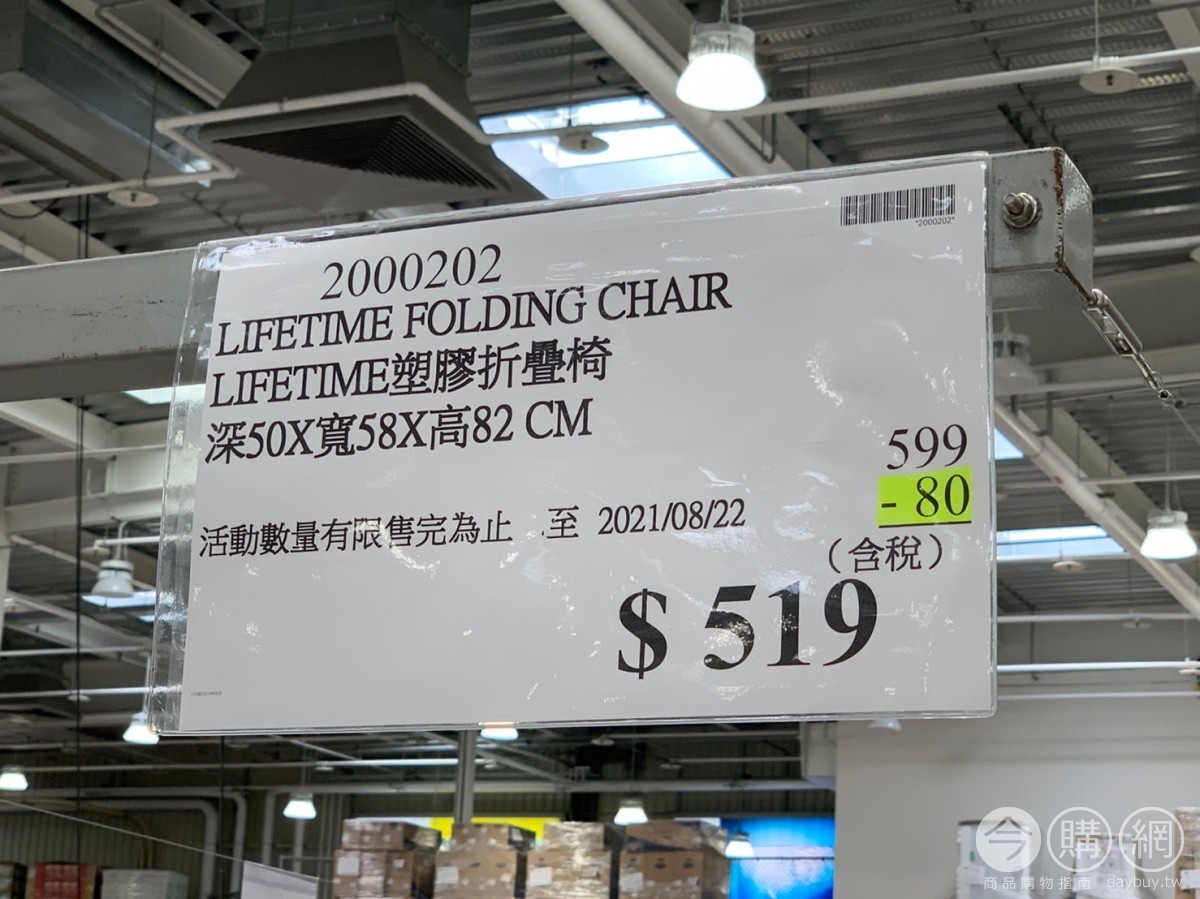 *2000202*
2000202
LIFETIME FOLDING CHAIR
LIFETIME塑膠折疊椅
深50X寬58X高82 CM
599
- 80
活動數量有限售完為止 至 2021/08/22
（含稅）
$ 519
今購網
商品購物指南 daybuy.tw